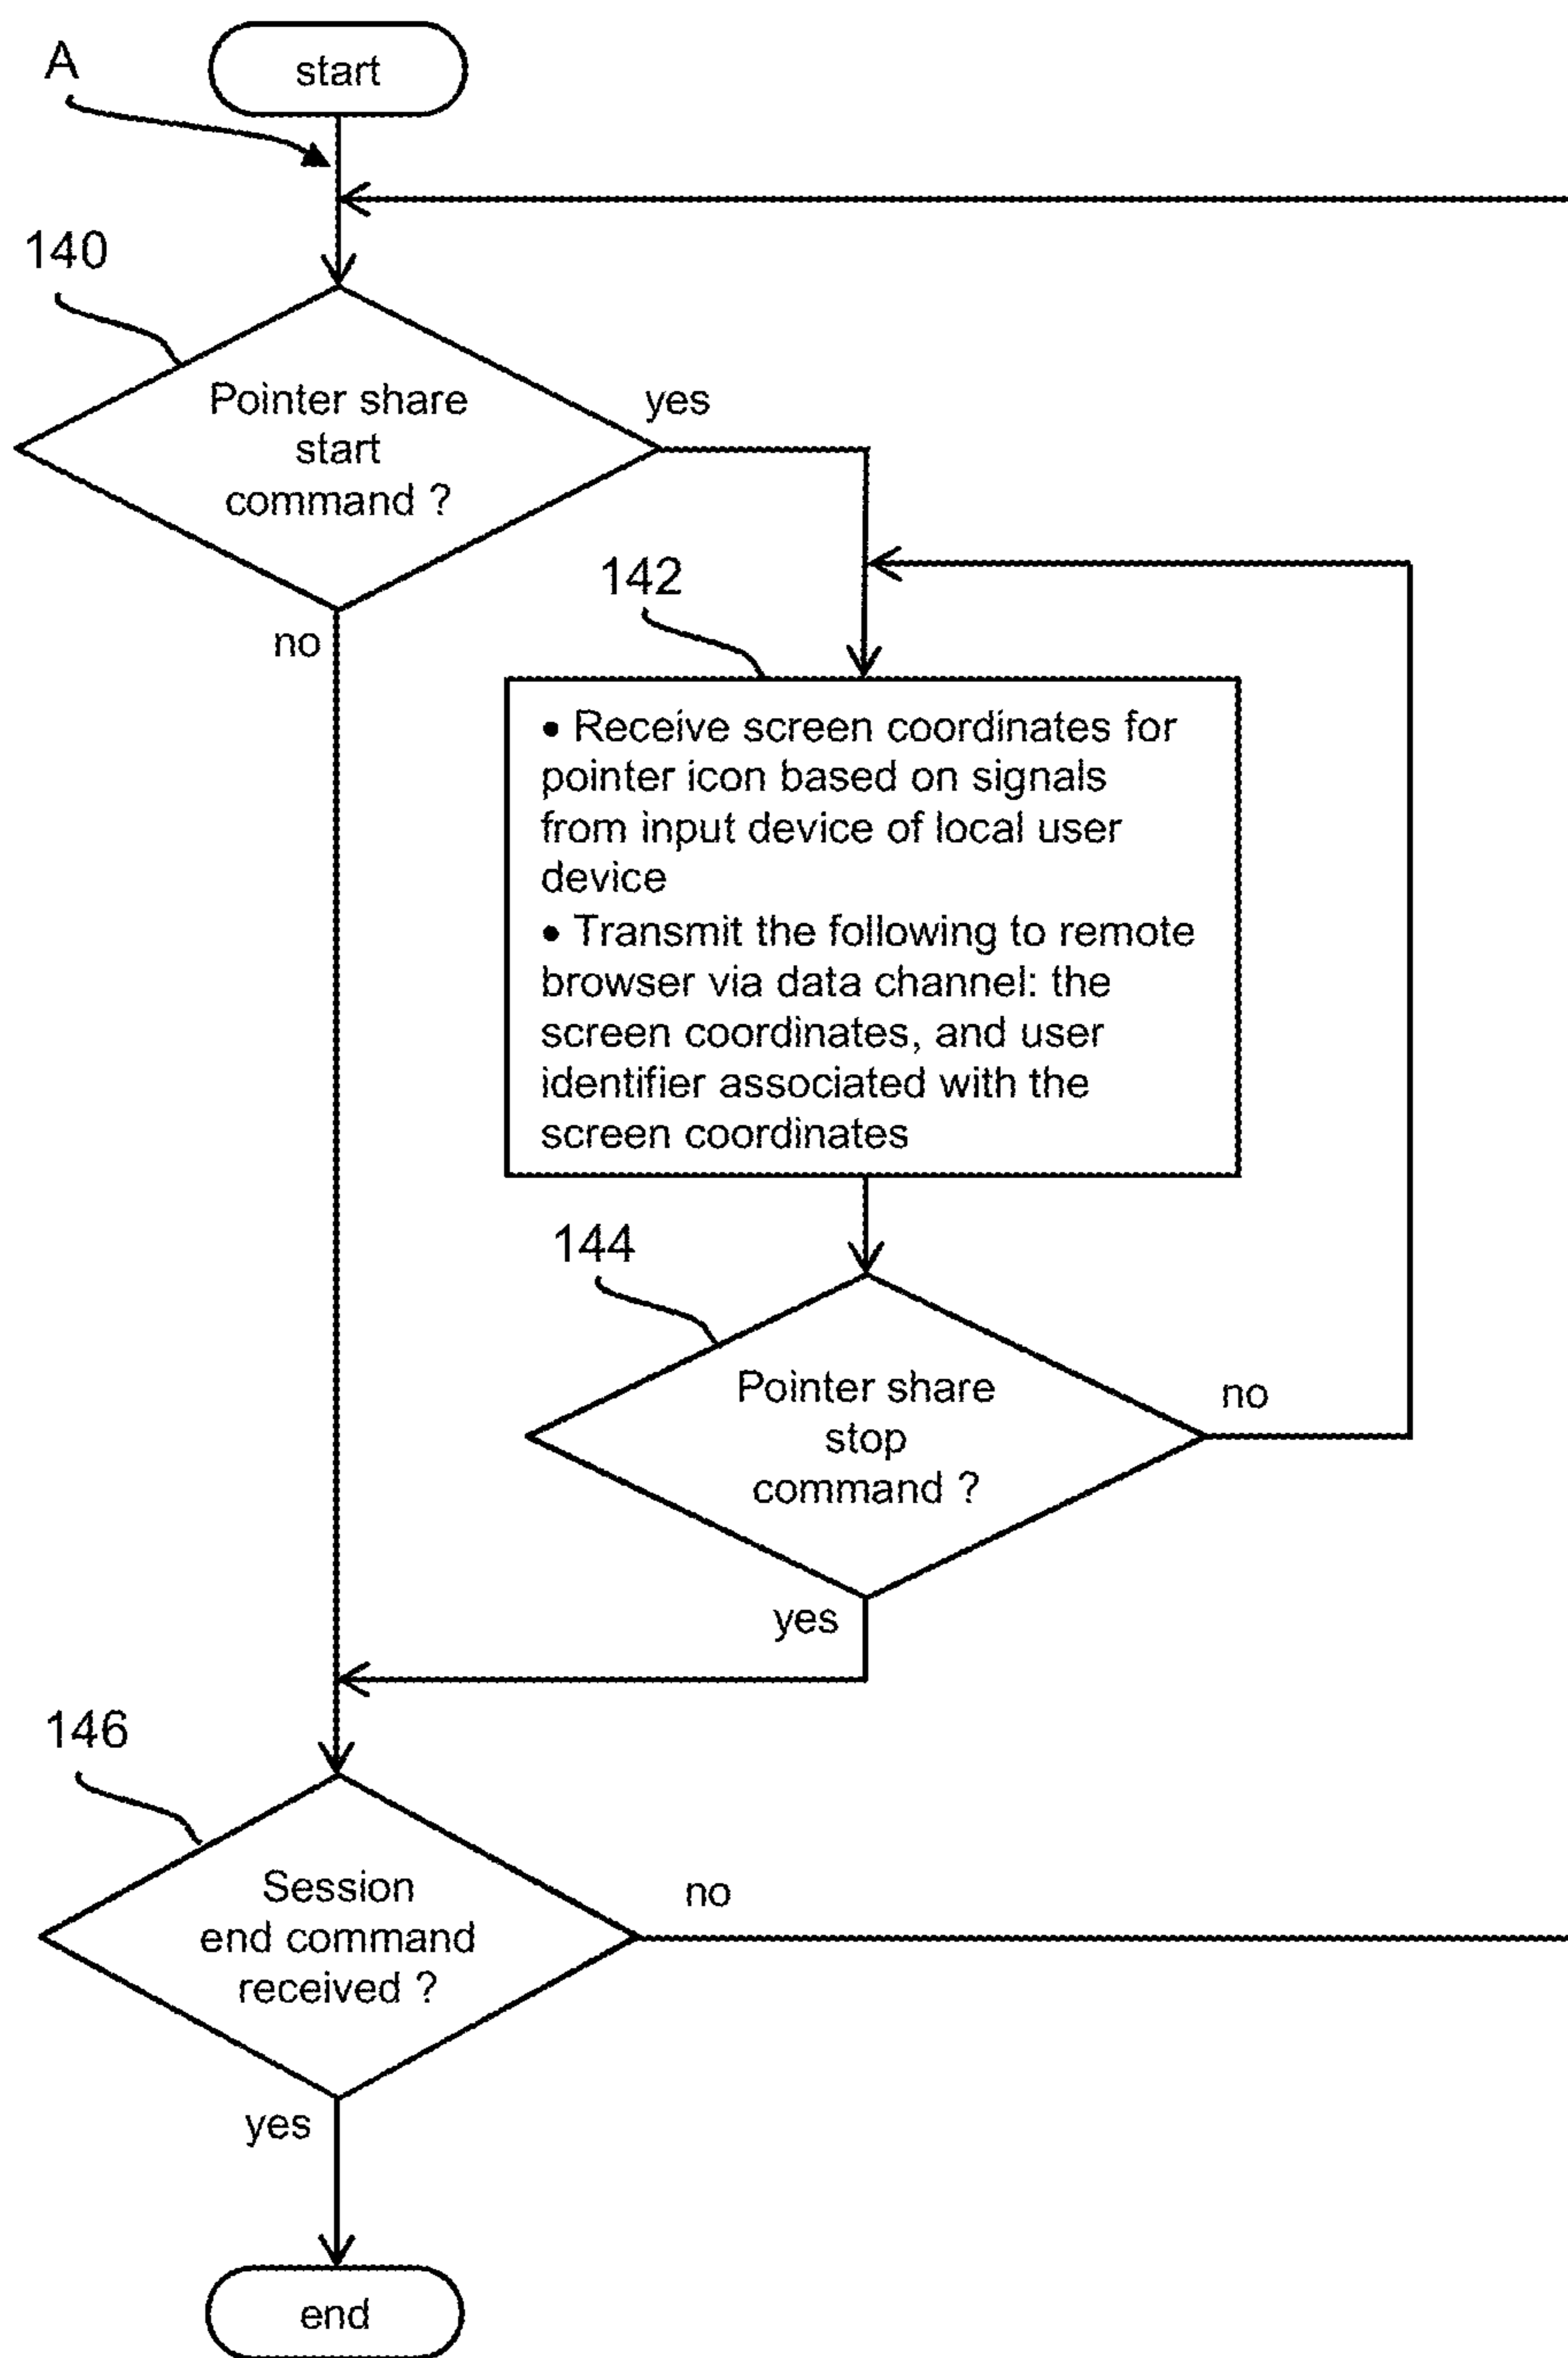 A
start
140
Pointer share
start
command ?
yes
no
142
• Receive screen coordinates for
pointer icon based on signals
from input device of local user
device
• Transmit the following to remote
browser via data channel: the
screen coordinates, and user
identifier associated with the
screen coordinates
144
Pointer share
stop
command ?
no
yes
146
Session
end command
received ?
no
yes
end